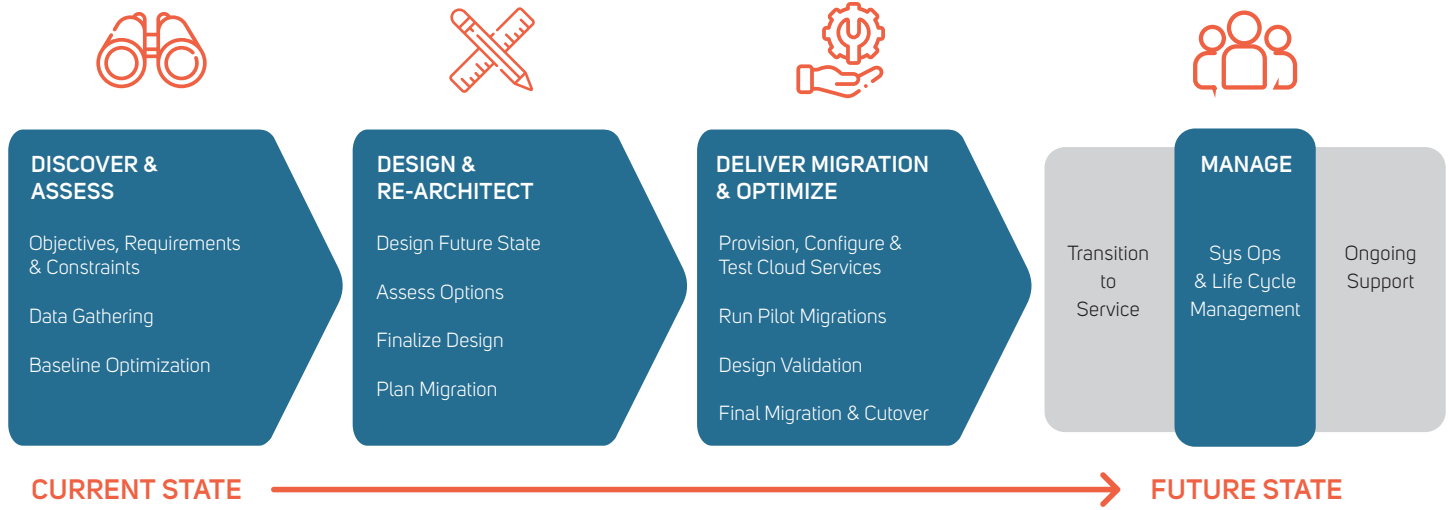 DISCOVER &
ASSESS
Objectives, Requirements
& Constraints
Data Gathering
Baseline Optimization
DESIGN &
RE-ARCHITECT
Design Future State
Assess Options
Finalize Design
Plan Migration
DELIVER MIGRATION
& OPTIMIZE
Provision, Configure &
Test Cloud Services
Run Pilot Migrations
Design Validation
Final Migration & Cutover
Transition
to
Service
MANAGE
Sys Ops
& Life Cycle
Management
Ongoing
Support
CURRENT STATE
FUTURE STATE